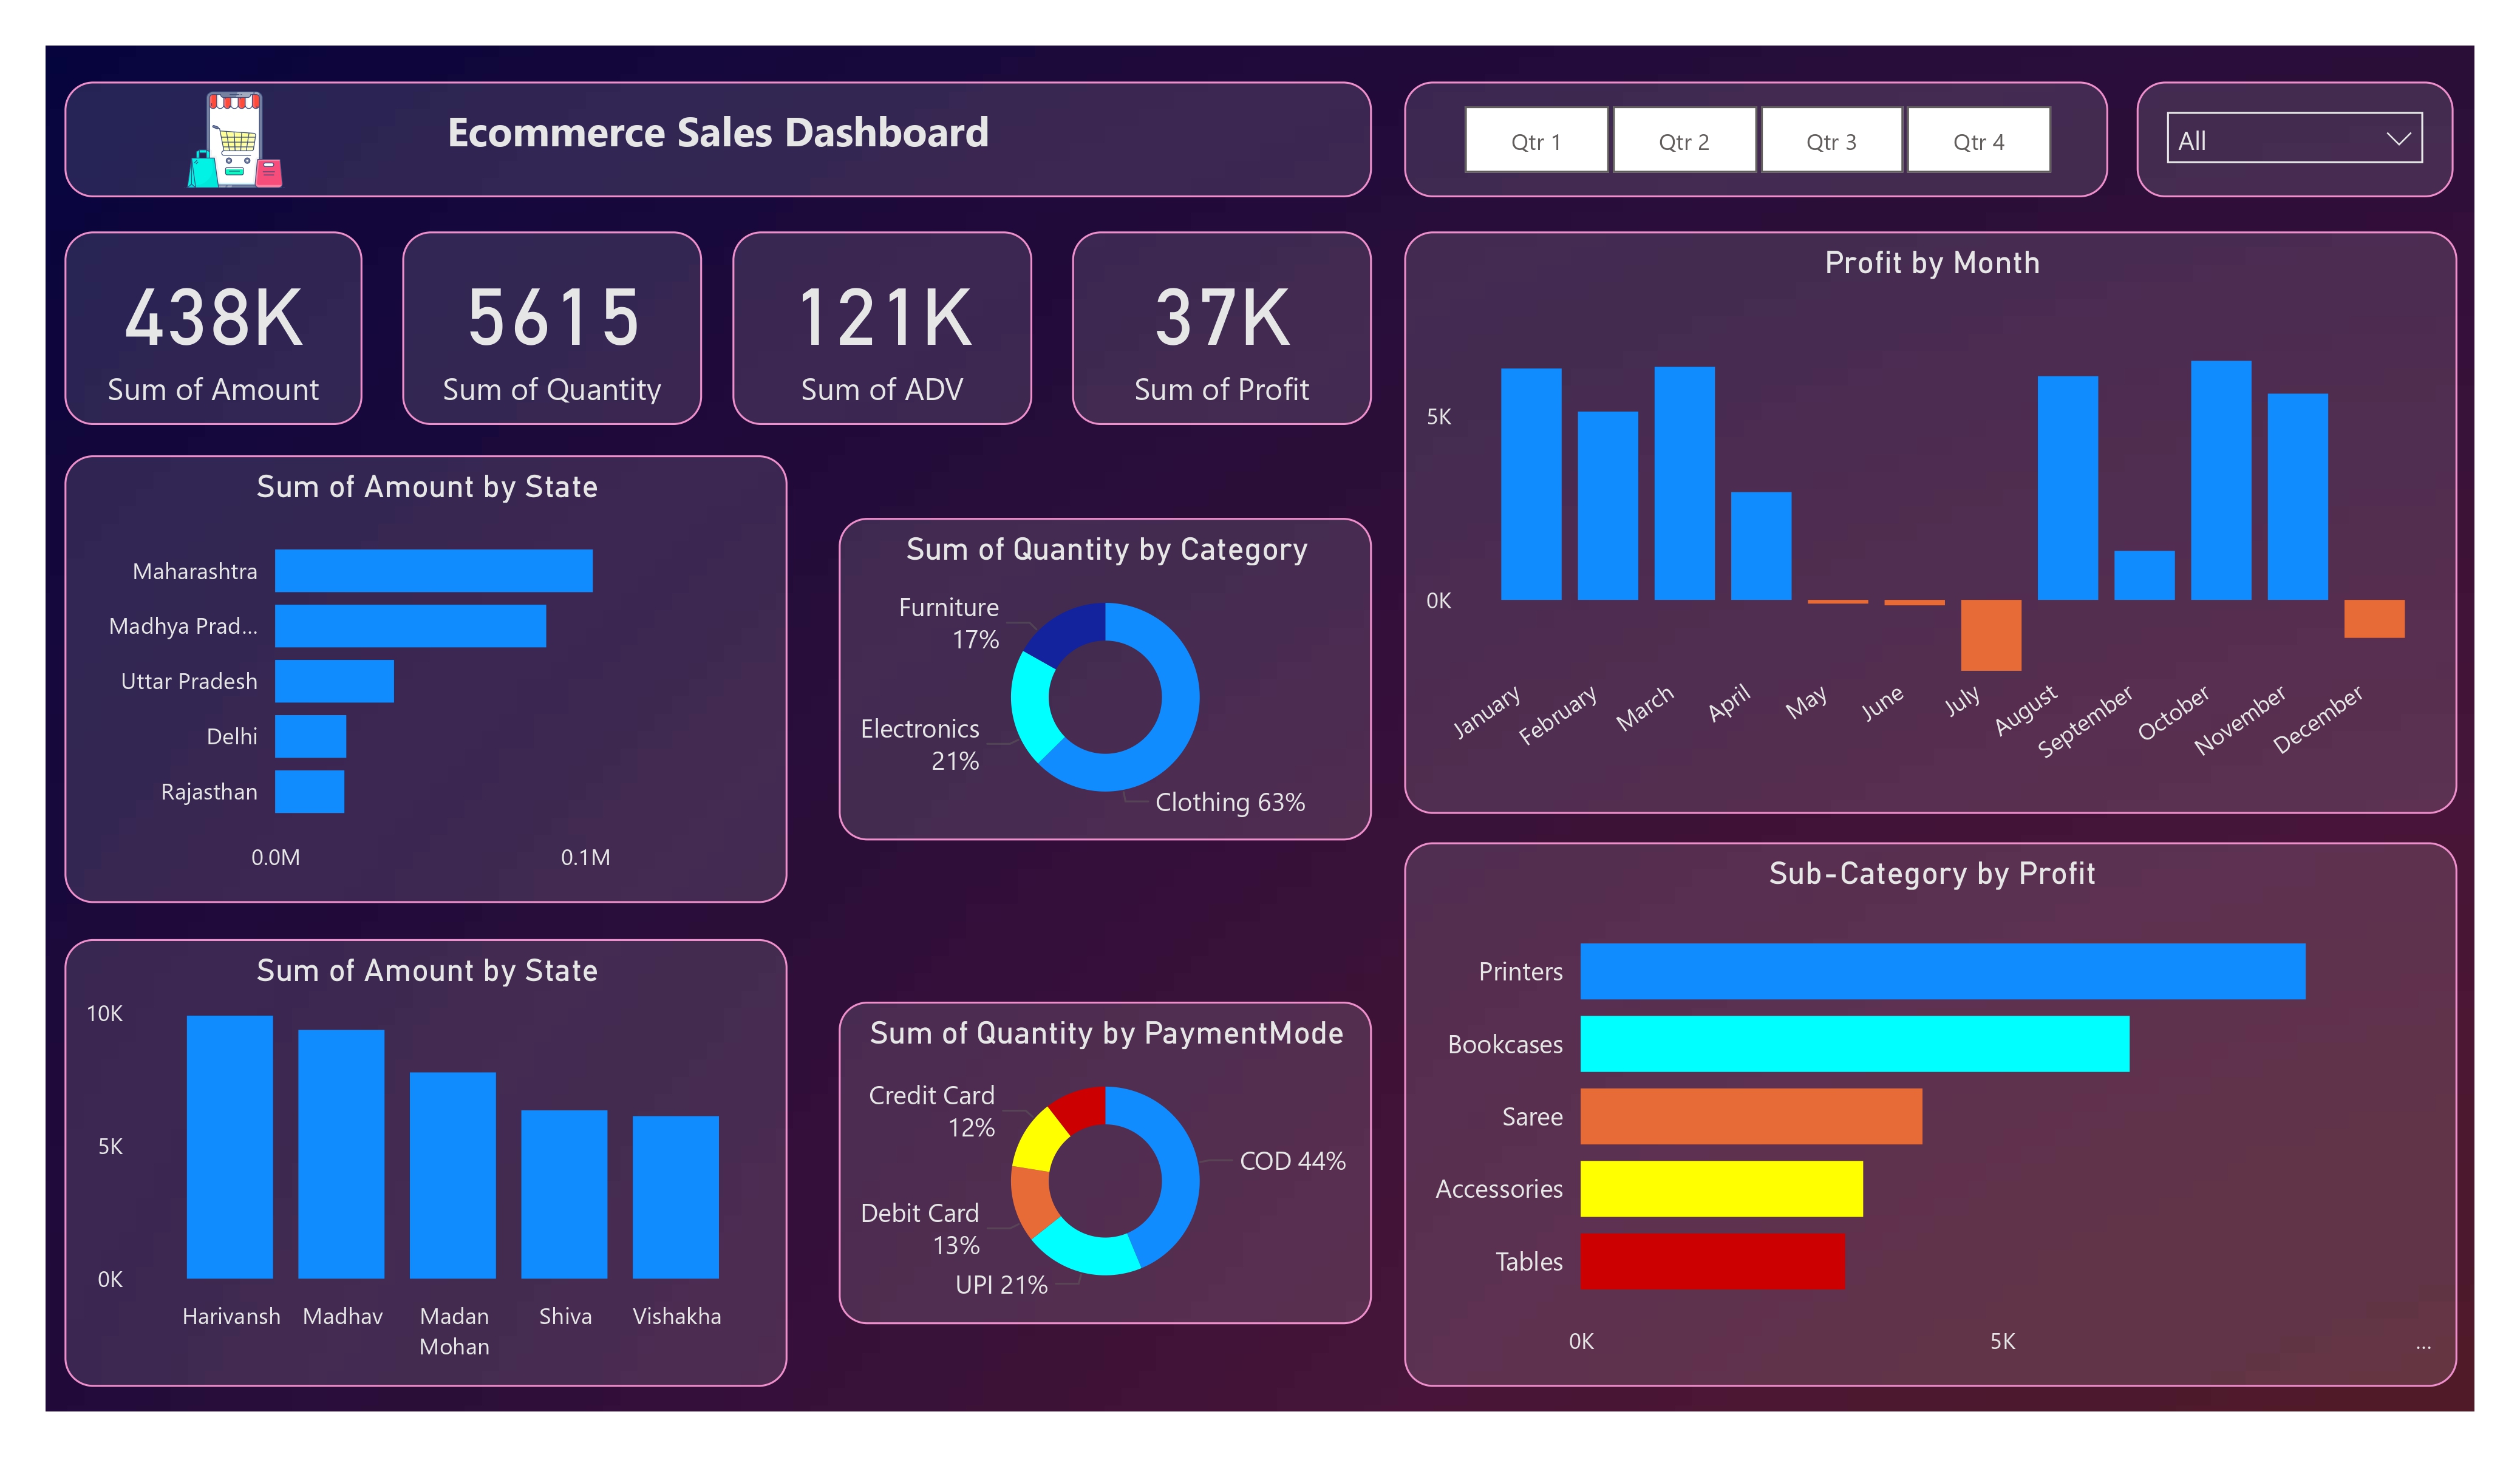 Ecommerce Sales Dashboard
Qtr 1
Qtr 2
Qtr 3
Qtr 4
All
438K
Sum of Amount
5615
Sum of Quantity
121K
Sum of ADV
37K
Sum of Profit
Profit by Month
5K
0K
January
February
March
April
May
June
July
August
September
October
November
December
Sum of Amount by State
Maharashtra
Madhya Prad...
Uttar Pradesh
Delhi
Rajasthan
0.0M
0.1M
Sum of Quantity by Category
Furniture
17%
Electronics
21%
Clothing 63%
Sub-Category by Profit
Printers
Bookcases
Saree
Accessories
Tables
0K
5K
...
Sum of Amount by State
10K
5K
0K
Harivansh
Madhav
Madan
Mohan
Shiva
Vishakha
Sum of Quantity by PaymentMode
Credit Card
12%
COD 44%
Debit Card
13%
UPI 21%